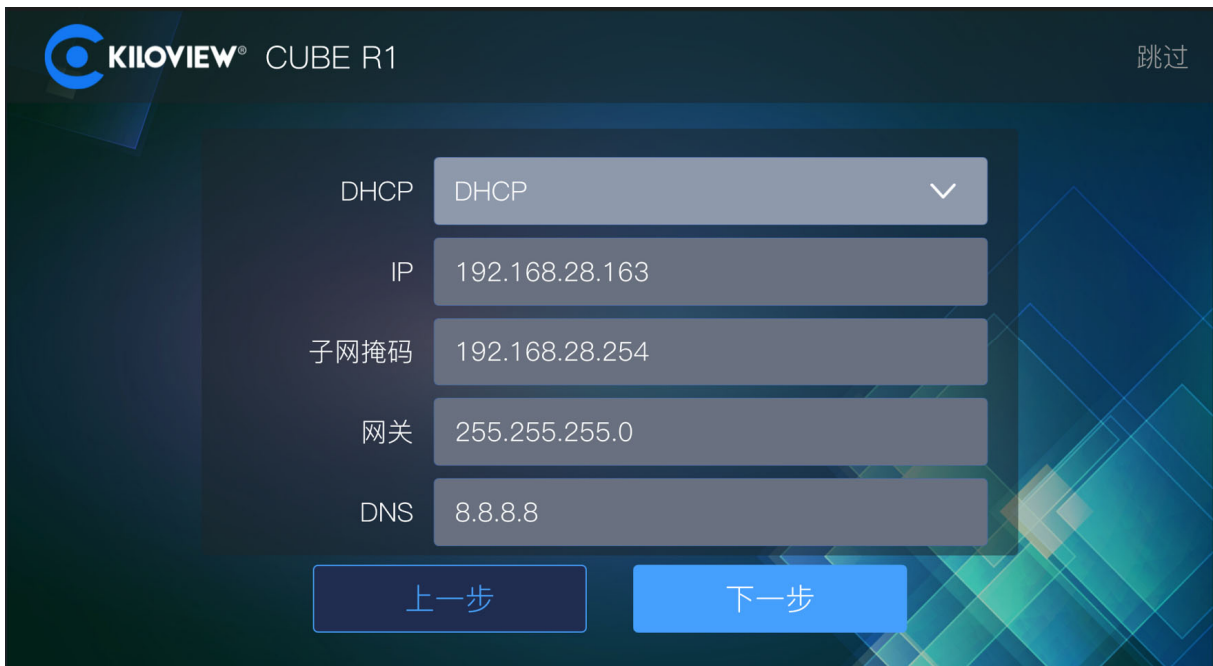 KILOVIEW® CUBE R1
跳过
DHCP DHCP
IP 192.168.28.163
子网掩码 192.168.28.254
网关 255.255.255.0
DNS 8.8.8.8
上一步 下一步